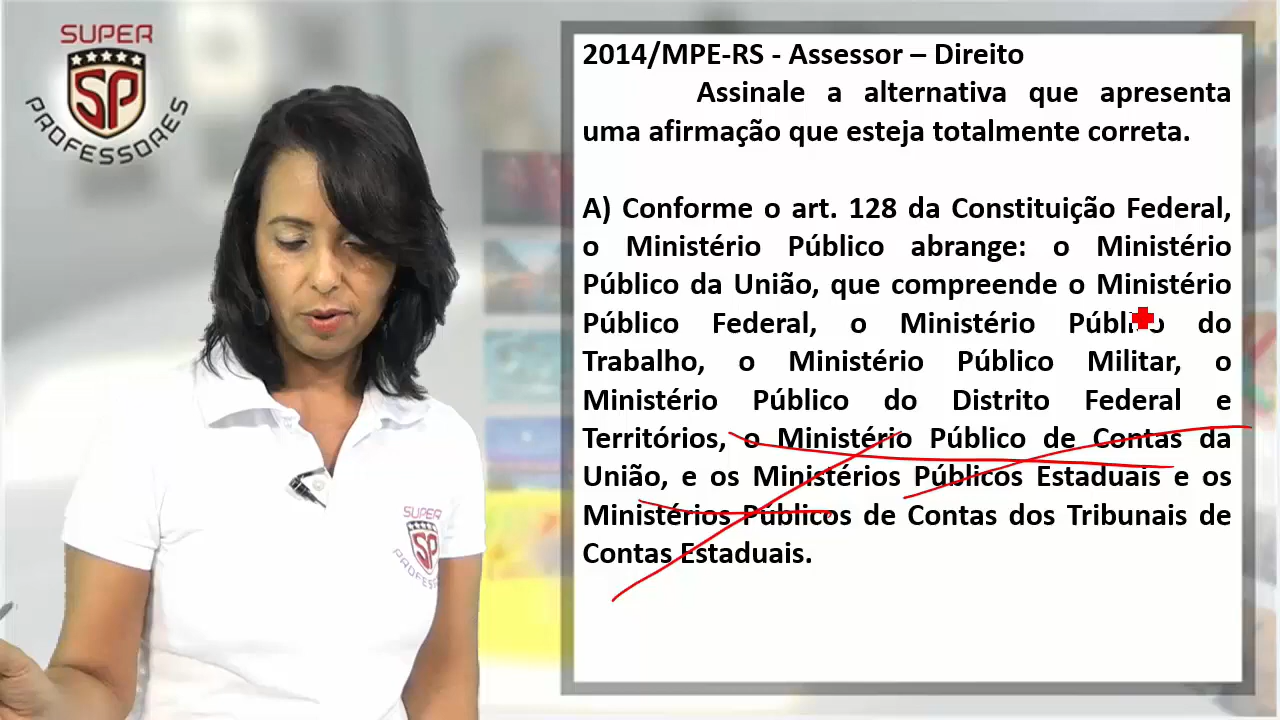 SUPER
SP
PROFESSORES
2014/MPE-RS - Assessor – Direito
Assinale a alternativa que apresenta
uma afirmação que esteja totalmente correta.
A) Conforme o art. 128 da Constituição Federal,
o Ministério Público abrange: o Ministério
Público da União, que compreende o Ministério
Público Federal, o Ministério Público do
Trabalho, o Ministério Público Militar, o
Ministério Público do Distrito Federal e
Territórios, o Ministério Público de Contas da
União, e os Ministérios Públicos Estaduais e os
Ministérios Públicos de Contas dos Tribunais de
Contas Estaduais.
SUPER
SP
PROFESSORES